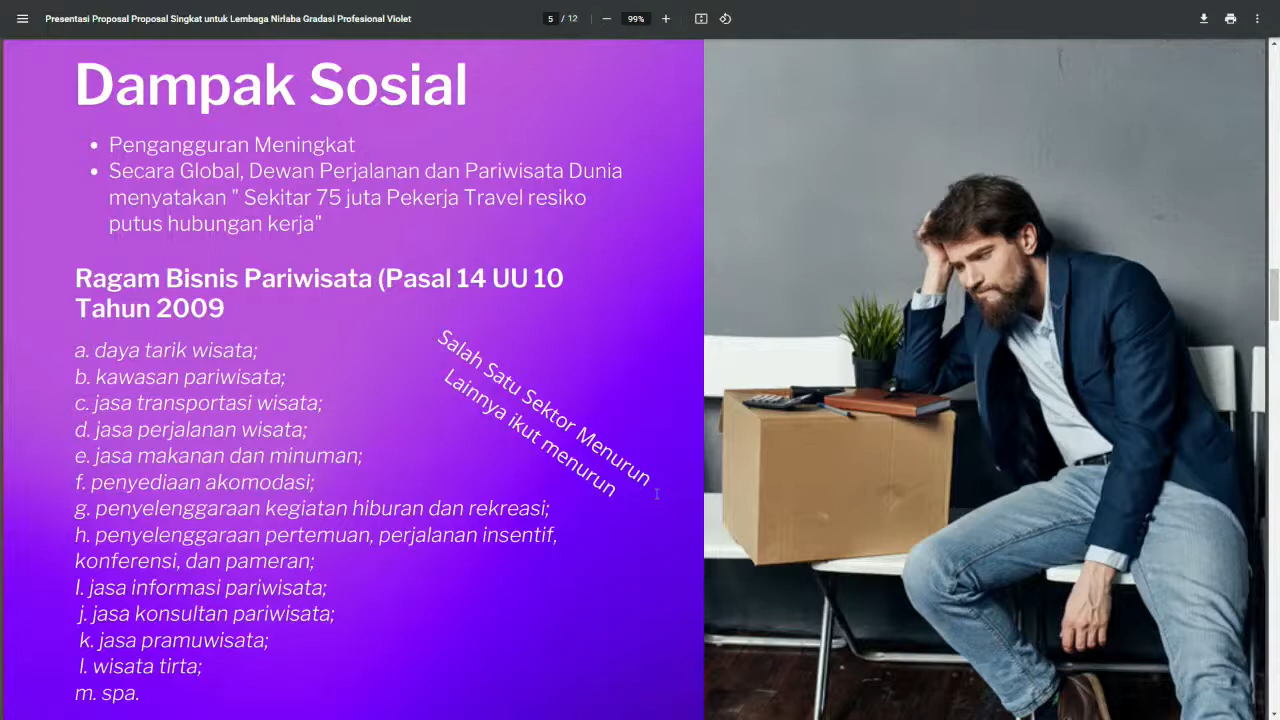 Presentasi Proposal Proposal Singkat untuk Lembaga Nirlaba Gradasi Profesional Violet
5 / 12
99%
Dampak Sosial
• Pengangguran Meningkat
• Secara Global, Dewan Perjalanan dan Pariwisata Dunia
menyatakan " Sekitar 75 juta Pekerja Travel resiko
putus hubungan kerja"
Ragam Bisnis Pariwisata (Pasal 14 UU 10
Tahun 2009
a. daya tarik wisata;
b. kawasan pariwisata;
c. jasa transportasi wisata;
d. jasa perjalanan wisata;
e. jasa makanan dan minuman;
f. penyediaan akomodasi;
g. penyelenggaraan kegiatan hiburan dan rekreasi;
h. penyelenggaraan pertemuan, perjalanan insentif,
konferensi, dan pameran;
I. jasa informasi pariwisata;
j. jasa konsultan pariwisata;
k. jasa pramuwisata;
l. wisata tirta;
m. spa.
Salah Satu Sektor Menurun
Lainnya ikut menurun